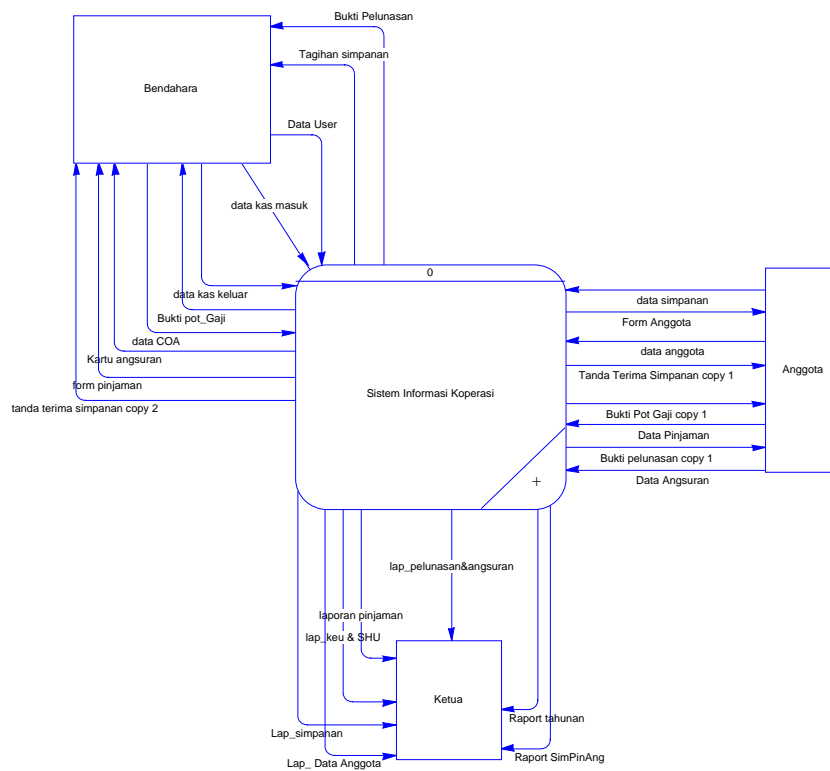 Bukti Pelunasan
Tagihan simpanan
Bendahara
Data User
data kas masuk
0
data kas keluar
data simpanan
Bukti pot_Gaji
Form Anggota
data COA
data anggota
Kartu angsuran
Anggota
form pinjaman
Tanda Terima Simpanan copy 1
Sistem Informasi Koperasi
tanda terima simpanan copy 2
Bukti Pot Gaji copy 1
Data Pinjaman
Bukti pelunasan copy 1
+
Data Angsuran
lap_pelunasan&angsuran
laporan pinjaman
lap_keu & SHU
Ketua
Raport tahunan
Lap_simpanan
Raport SimPinAng
Lap_ Data Anggota